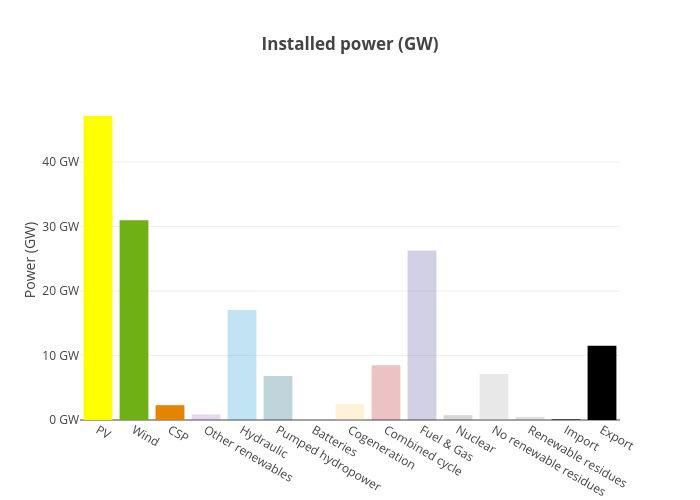 Installed power (GW)
Power (GW)
40 GW
30 GW
20 GW
10 GW
0 GW
PV
Wind
CSP
Other renewables
Hydraulic
Pumped hydropower
Batteries
Cogeneration
Combined cycle
Fuel & Gas
Nuclear
No renewable residues
Renewable residues
Import
Export